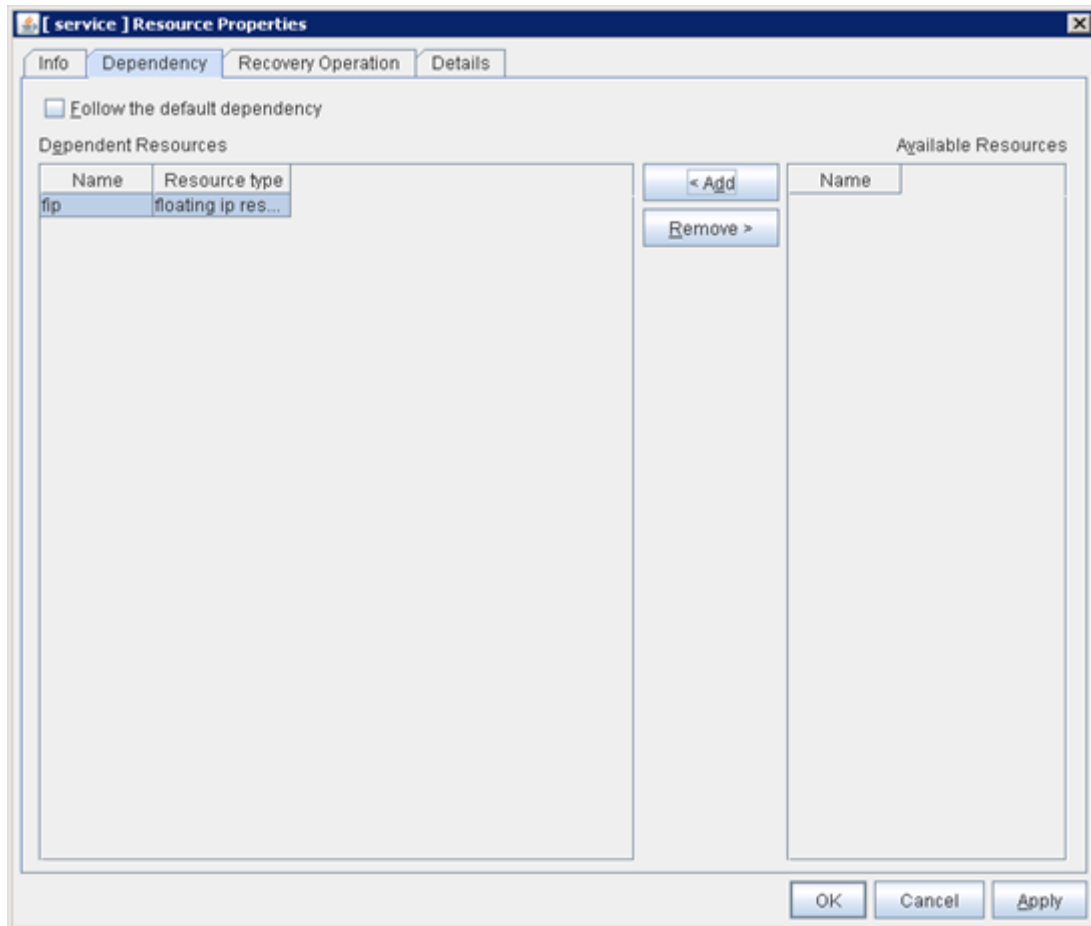 [ service ] Resource Properties
Info Dependency Recovery Operation Details
Follow the default dependency
Dependent Resources Available Resources
Name Resource type < Add Name
fip floating ip res...
Remove >
OK Cancel Apply